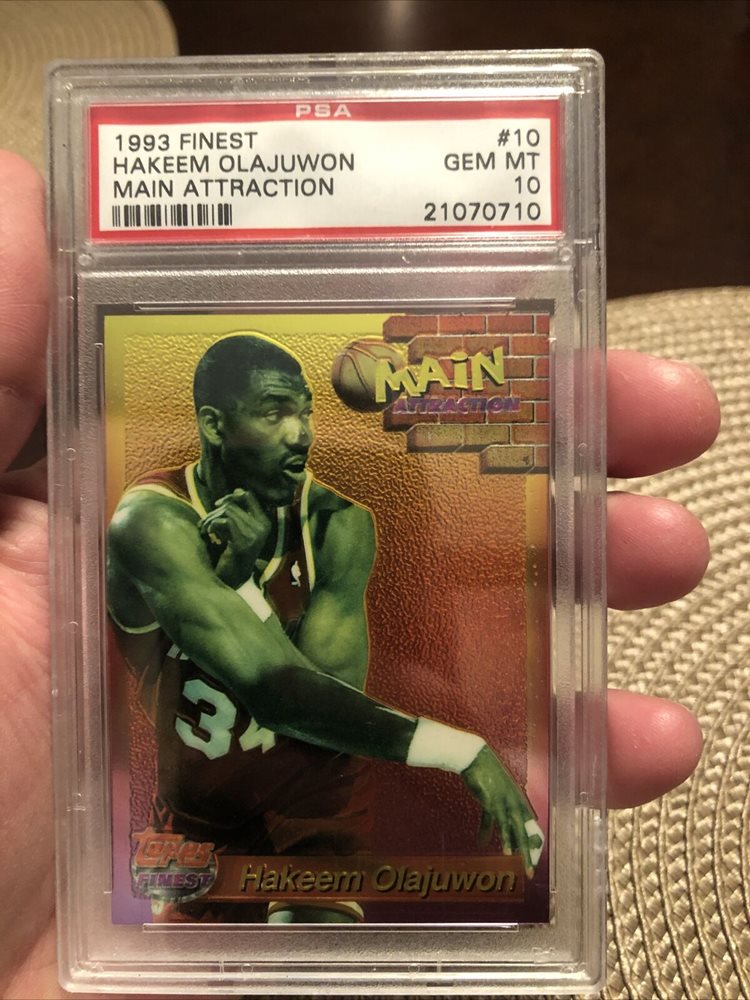 PSA
1993 FINEST #10
HAKEEM OLAJUWON GEM MT
MAIN ATTRACTION 10
21070710
MAiN
ATTRACTION
34
Topps
FINEST
Hakeem Olajuwon